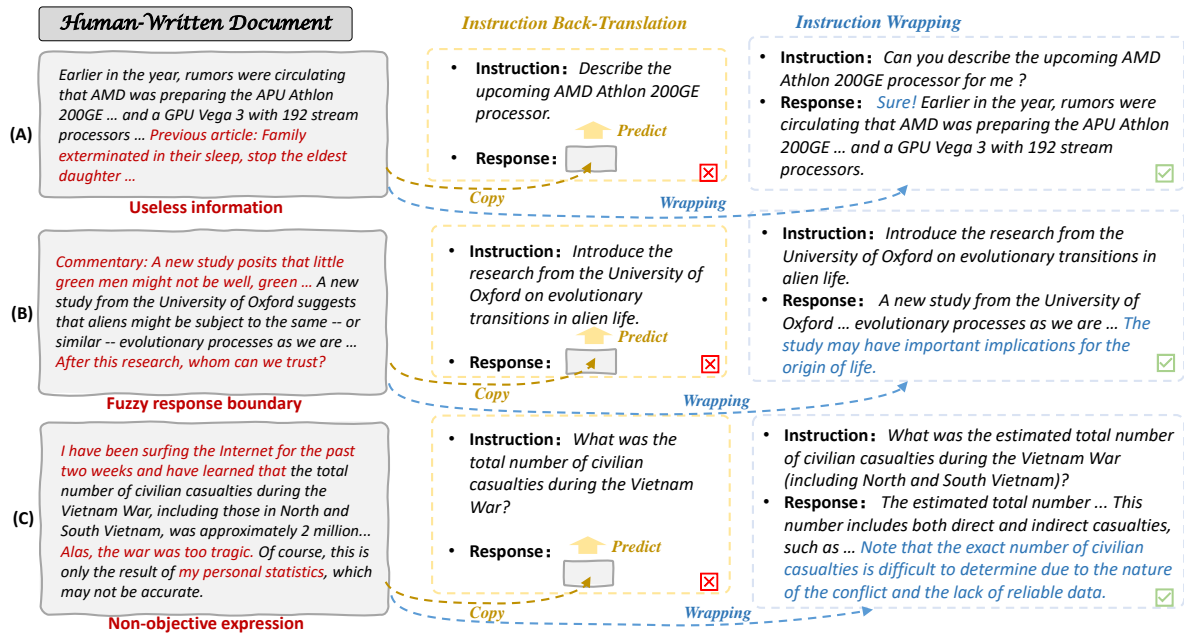 Human-Written Document
Instruction Back-Translation
Instruction Wrapping
(A)
Earlier in the year, rumors were circulating
that AMD was preparing the APU Athlon
200GE … and a GPU Vega 3 with 192 stream
processors … Previous article: Family
exterminated in their sleep, stop the eldest
daughter …
Useless information
• Instruction: Describe the
upcoming AMD Athlon 200GE
processor.
Predict
• Response:
Copy
Wrapping
• Instruction: Can you describe the upcoming AMD
Athlon 200GE processor for me ?
• Response: Sure! Earlier in the year, rumors were
circulating that AMD was preparing the APU Athlon
200GE … and a GPU Vega 3 with 192 stream
processors.
(B)
Commentary: A new study posits that little
green men might not be well, green … A new
study from the University of Oxford suggests
that aliens might be subject to the same -- or
similar -- evolutionary processes as we are …
After this research, whom can we trust?
Fuzzy response boundary
• Instruction: Introduce the
research from the University of
Oxford on evolutionary
transitions in alien life.
Predict
• Response:
Copy
Wrapping
• Instruction: Introduce the research from the
University of Oxford on evolutionary transitions in
alien life.
• Response: A new study from the University of
Oxford … evolutionary processes as we are … The
study may have important implications for the
origin of life.
(C)
I have been surfing the Internet for the past
two weeks and have learned that the total
number of civilian casualties during the
Vietnam War, including those in North and
South Vietnam, was approximately 2 million...
Alas, the war was too tragic. Of course, this is
only the result of my personal statistics, which
may not be accurate.
Non-objective expression
• Instruction: What was the
total number of civilian
casualties during the Vietnam
War?
Predict
• Response:
Copy
Wrapping
• Instruction: What was the estimated total number
of civilian casualties during the Vietnam War
(including North and South Vietnam)?
• Response: The estimated total number ... This
number includes both direct and indirect casualties,
such as … Note that the exact number of civilian
casualties is difficult to determine due to the nature
of the conflict and the lack of reliable data.